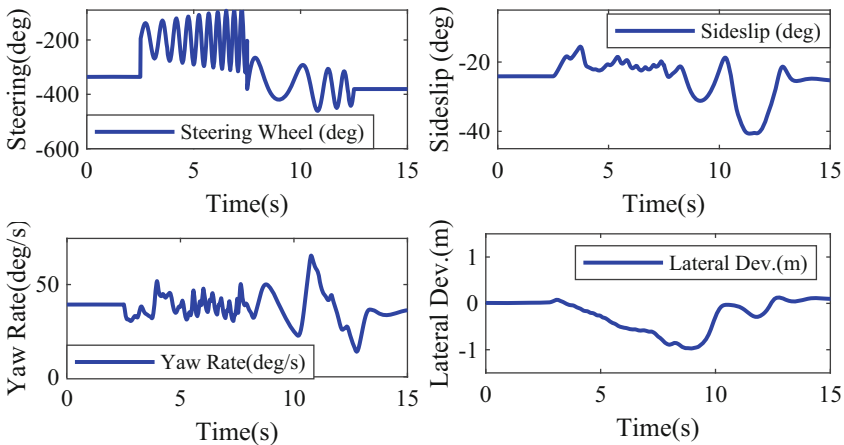 Steering(deg)
-200
-400
-600
Steering Wheel (deg)
0 5 10 15
Time(s)
Sideslip (deg)
0
-20
-40
Sideslip (deg)
0 5 10 15
Time(s)
Yaw Rate(deg/s)
50
0
Yaw Rate(deg/s)
0 5 10 15
Time(s)
Lateral Dev.(m)
1
0
-1
Lateral Dev.(m)
0 5 10 15
Time(s)